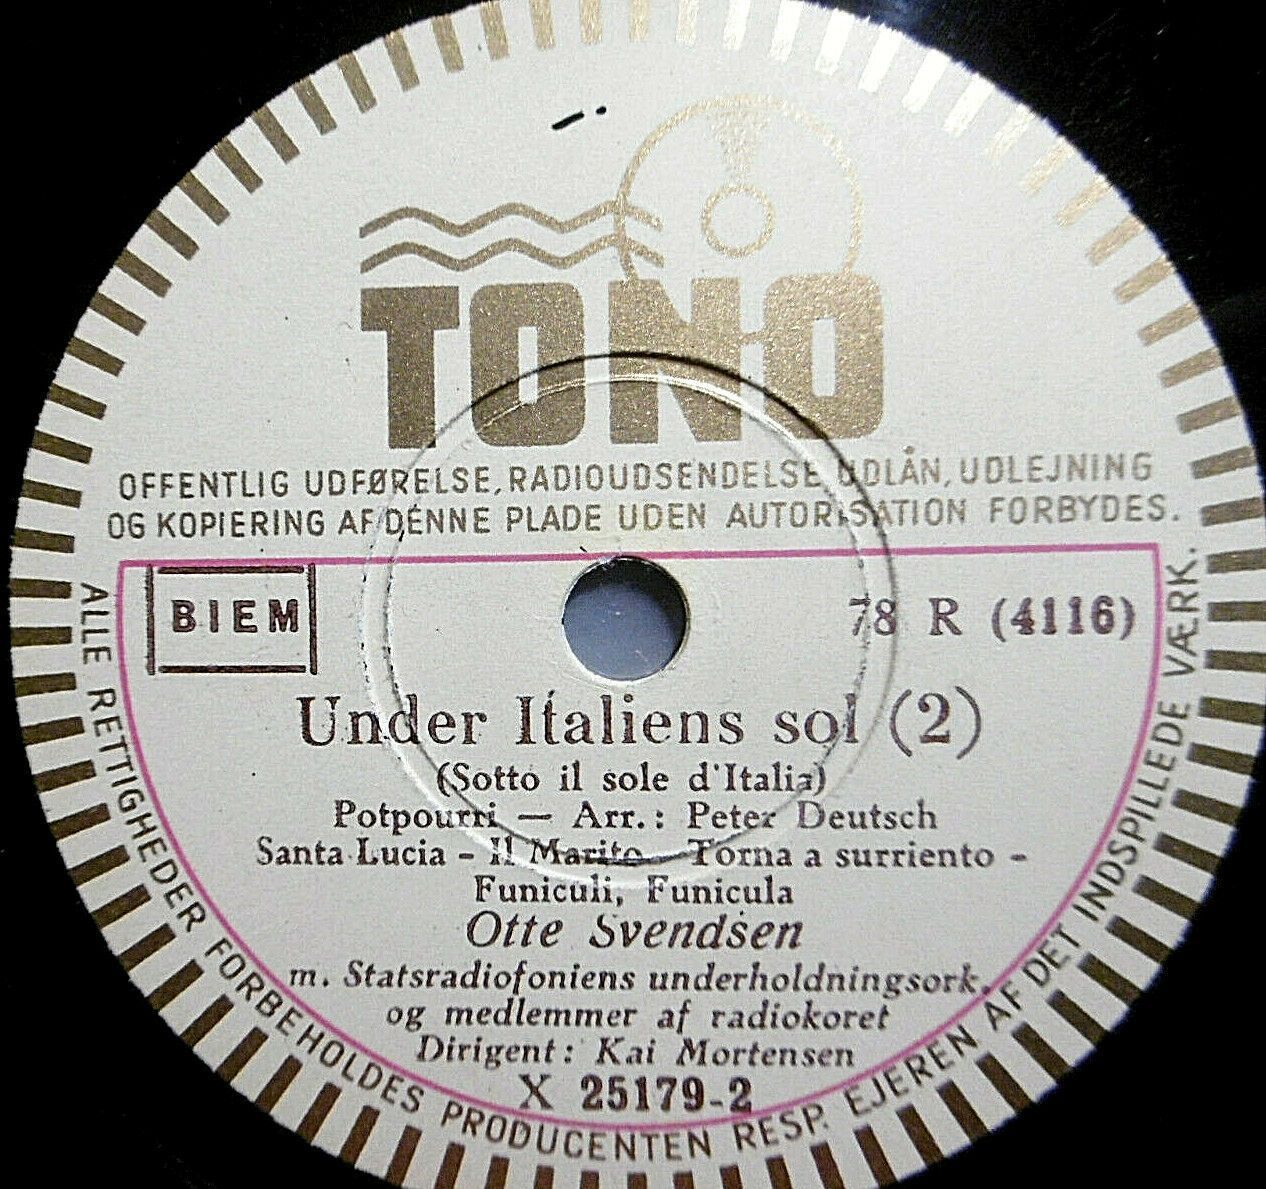 TONO
OFFENTLIG UDFØRELSE, RADIOUDSENDELSE UDLÅN, UDLEJNING
OG KOPIERING AF DENNE PLADE UDEN AUTORISATION FORBYDES.
BIEM
78 R (4116)
Under Italiens sol (2)
(Sotto il sole d'Italia)
Potpourri — Arr.: Peter Deutsch
Santa Lucia - Il Marito - Torna a surriento -
Funiculi, Funicula
Otte Svendsen
m. Statsradiofoniens underholdningsork.
og medlemmer af radiokoret
Dirigent: Kai Mortensen
X 25179-2
ALLE RETTIGHEDER FORBEHOLDES PRODUCENTEN RESP. EJEREN AF DET INDSPILLEDE VÆRK.